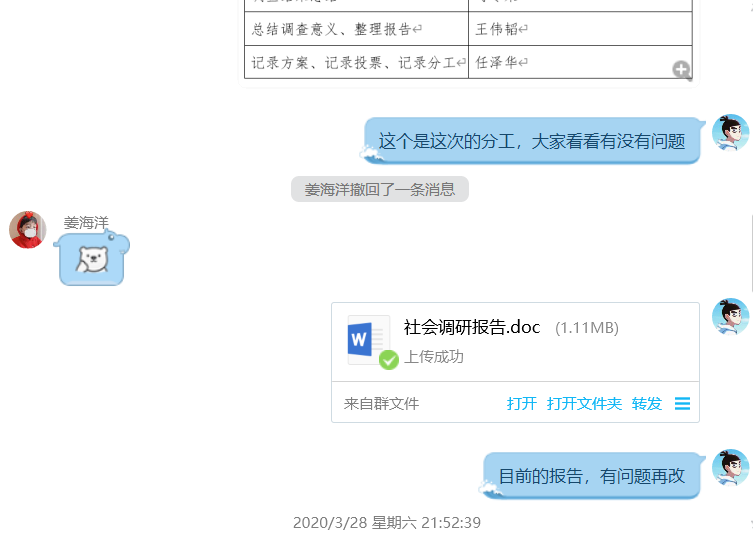 总结调查意义、整理报告↵ 王伟韬↵
记录方案、记录投票、记录分工↵ 任泽华↵
这个是这次的分工，大家看看有没有问题
姜海洋撤回了一条消息
姜海洋
W
社会调研报告.doc (1.11MB)
上传成功
来自群文件 打开 打开文件夹 转发
目前的报告，有问题再改
2020/3/28 星期六 21:52:39